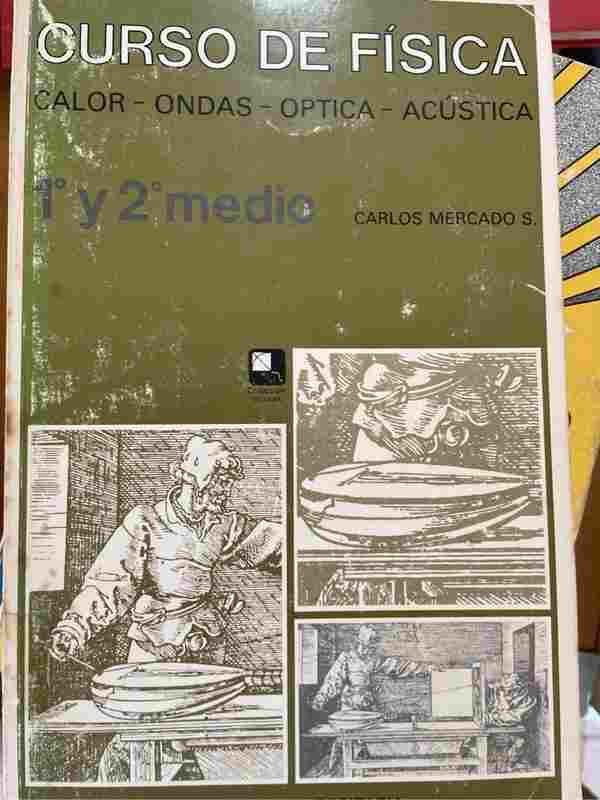 CURSO DE FÍSICA
CALOR - ONDAS - OPTICA - ACÚSTICA
1° y 2° medio
CARLOS MERCADO S.